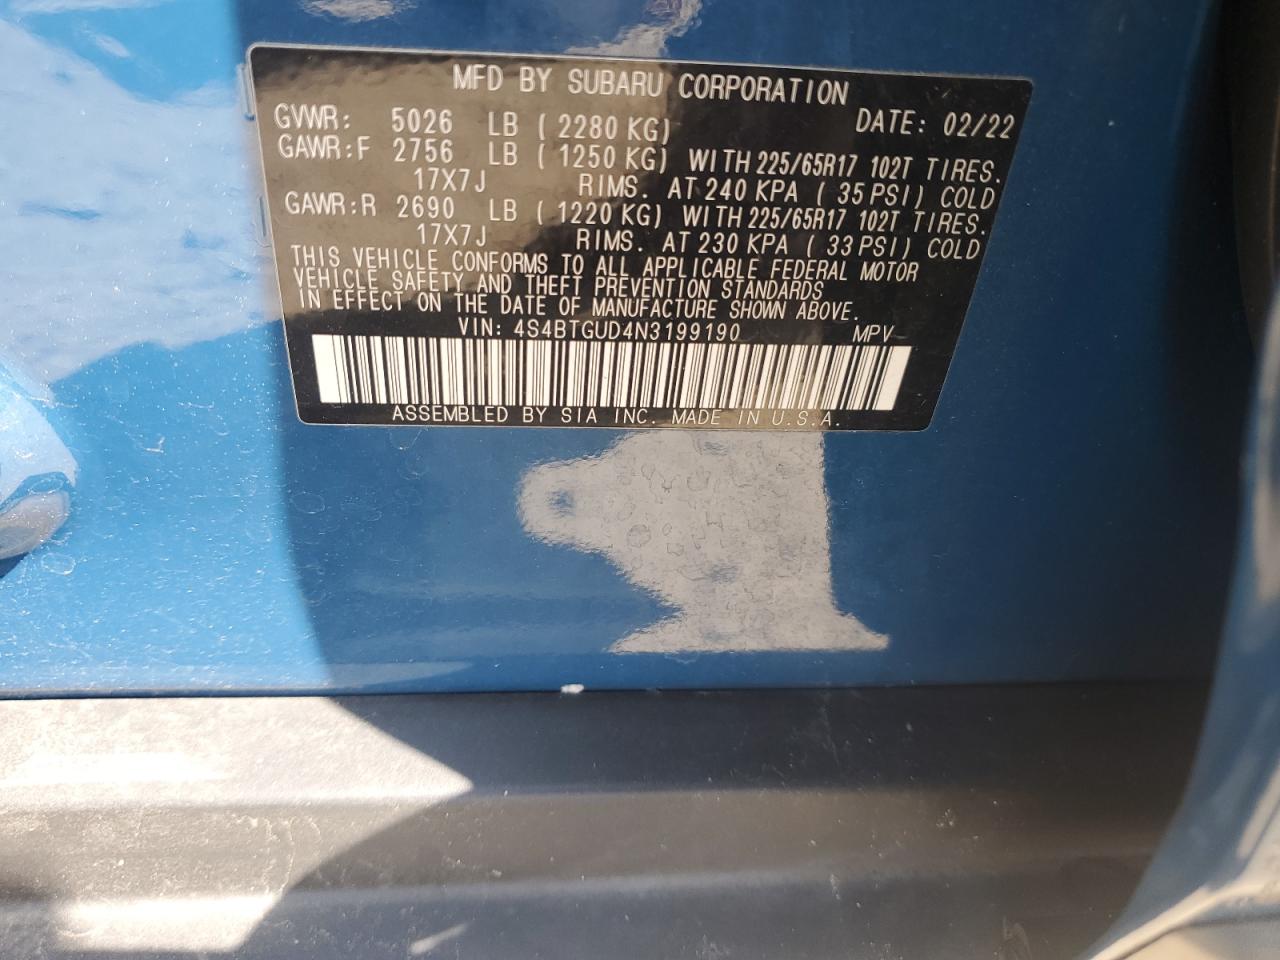 MFD BY SUBARU CORPORATION
GVWR: 5026 LB ( 2280 KG) DATE: 02/22
GAWR:F 2756 LB ( 1250 KG) WITH 225/65R17 102T TIRES.
17X7J RIMS. AT 240 KPA ( 35 PSI) COLD
GAWR:R 2690 LB ( 1220 KG) WITH 225/65R17 102T TIRES.
17X7J RIMS. AT 230 KPA ( 33 PSI) COLD
THIS VEHICLE CONFORMS TO ALL APPLICABLE FEDERAL MOTOR
VEHICLE SAFETY AND THEFT PREVENTION STANDARDS
IN EFFECT ON THE DATE OF MANUFACTURE SHOWN ABOVE.
VIN: 4S4BTGUD4N3199190 MPV
ASSEMBLED BY SIA INC. MADE IN U.S.A.